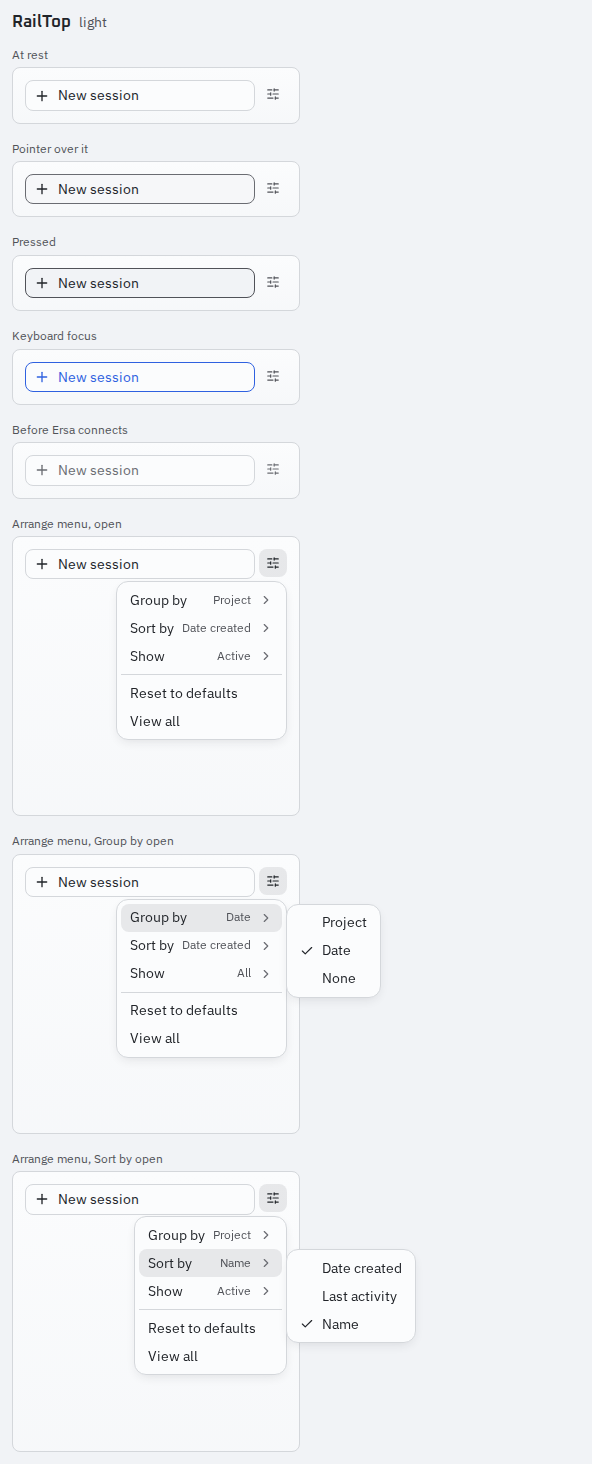 RailTop light
At rest
New session
Pointer over it
New session
Pressed
New session
Keyboard focus
New session
Before Ersa connects
New session
Arrange menu, open
New session
Group by Project
Sort by Date created
Show Active
Reset to defaults
View all
Arrange menu, Group by open
New session
Group by Date
Project
Sort by Date created
Date
Show All
None
Reset to defaults
View all
Arrange menu, Sort by open
New session
Group by Project
Sort by Name
Date created
Show Active
Last activity
Name
Reset to defaults
View all